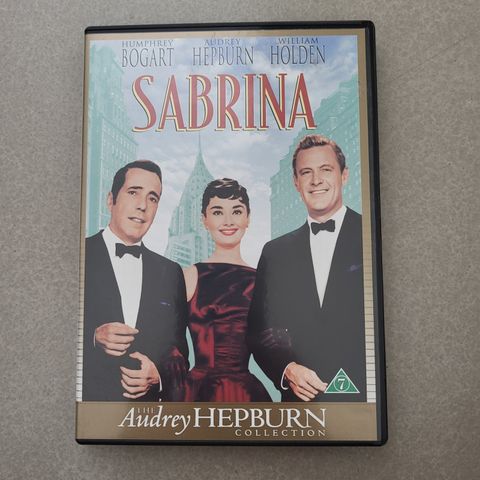 HUMPHREY AUDREY WILLIAM
BOGART HEPBURN HOLDEN
SABRINA
7
THE
Audrey HEPBURN
COLLECTION